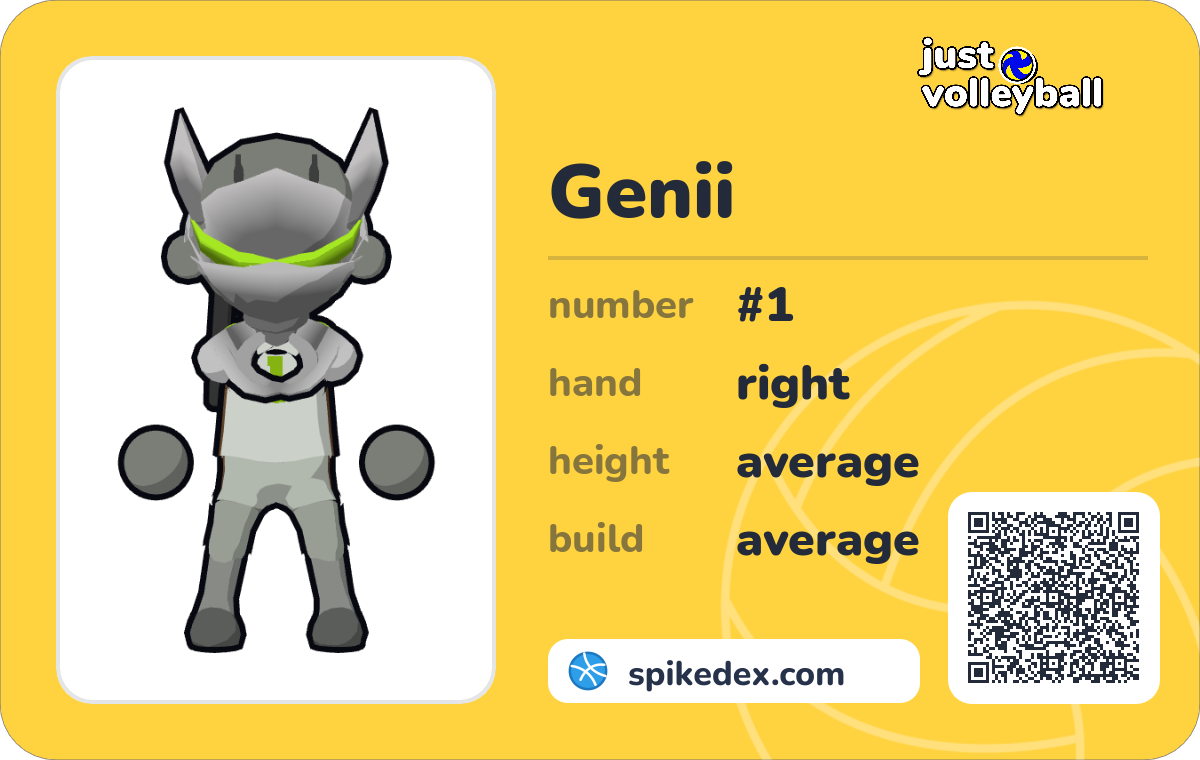 just
volleyball
Genii
number #1
hand right
height average
build average
spikedex.com